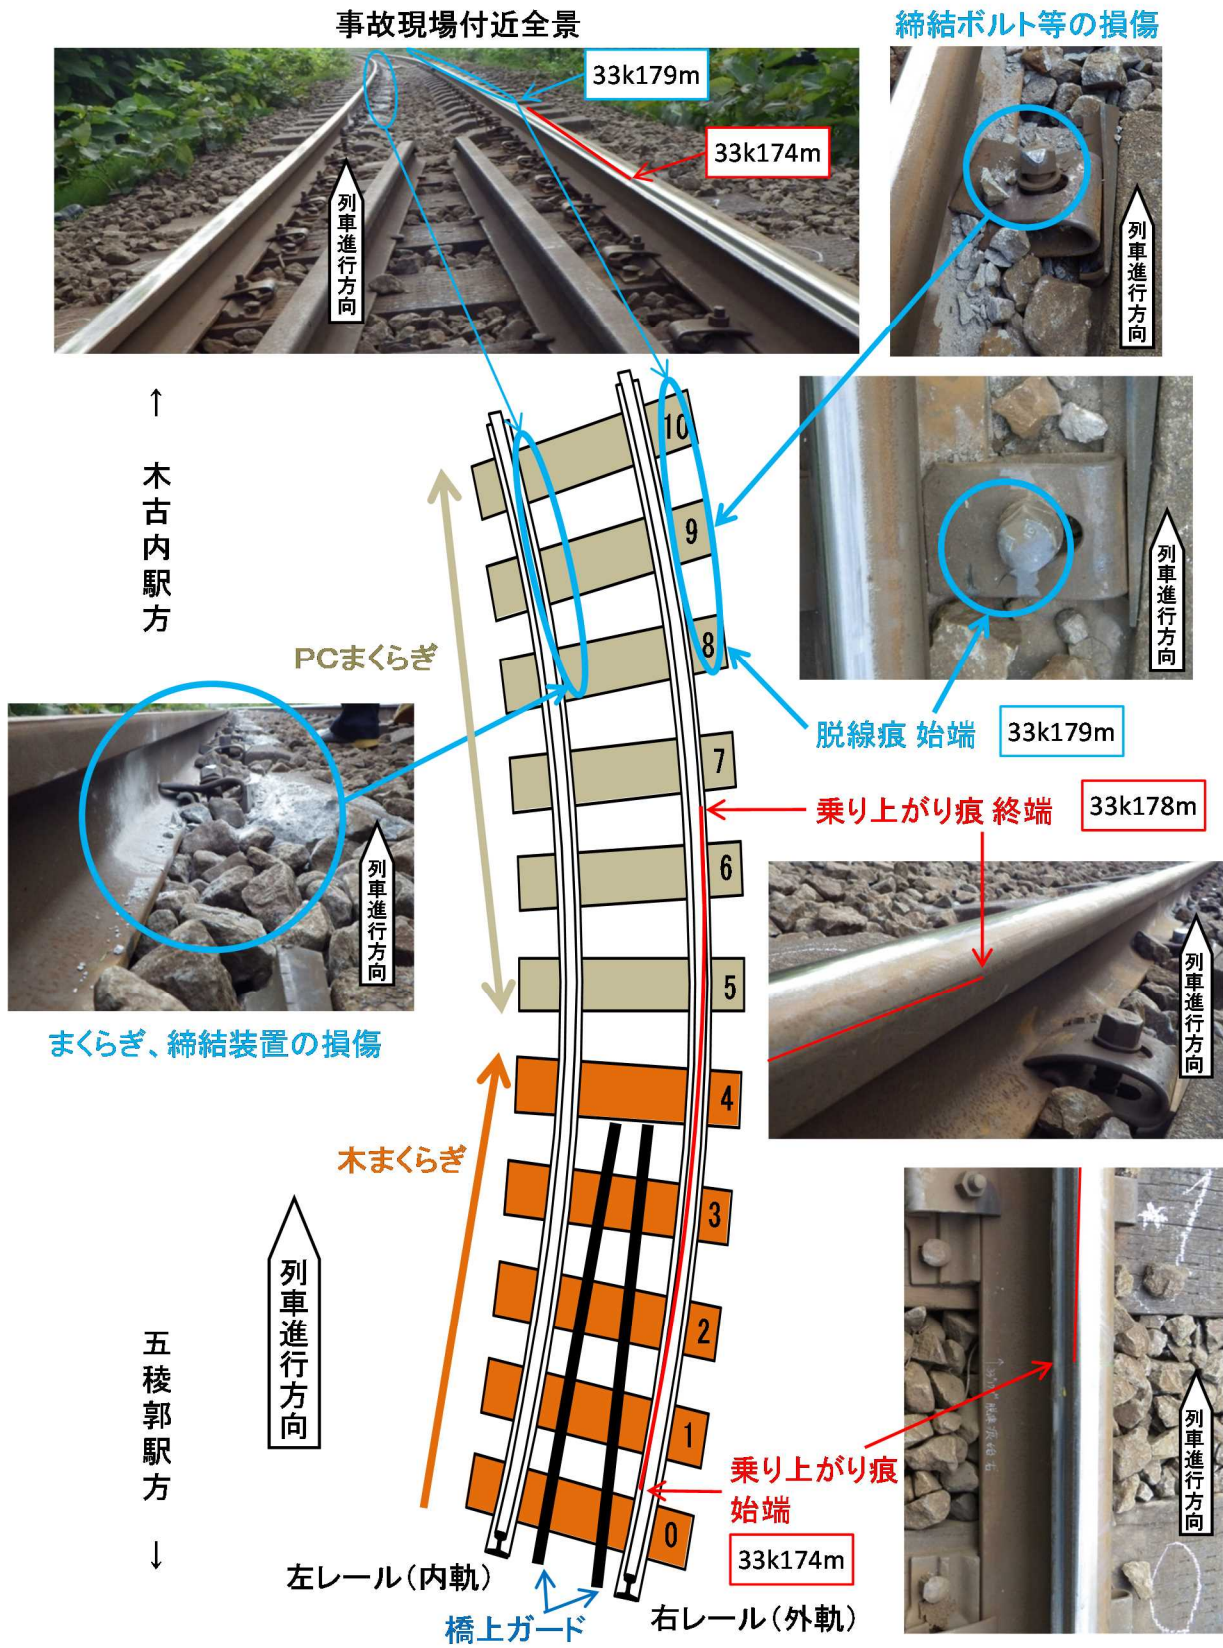 事故現場付近全景
締結ボルト等の損傷
33k179m
33k174m
列車進行方向
列車進行方向
↑
木古内駅方
10
9
8
7
6
5
4
3
2
1
0
PCまくらぎ
列車進行方向
脱線痕 始端
33k179m
乗り上がり痕 終端
33k178m
列車進行方向
まくらぎ、締結装置の損傷
列車進行方向
木まくらぎ
列車進行方向
五稜郭駅方
↓
乗り上がり痕
始端
33k174m
列車進行方向
左レール(内軌)
橋上ガード
右レール(外軌)